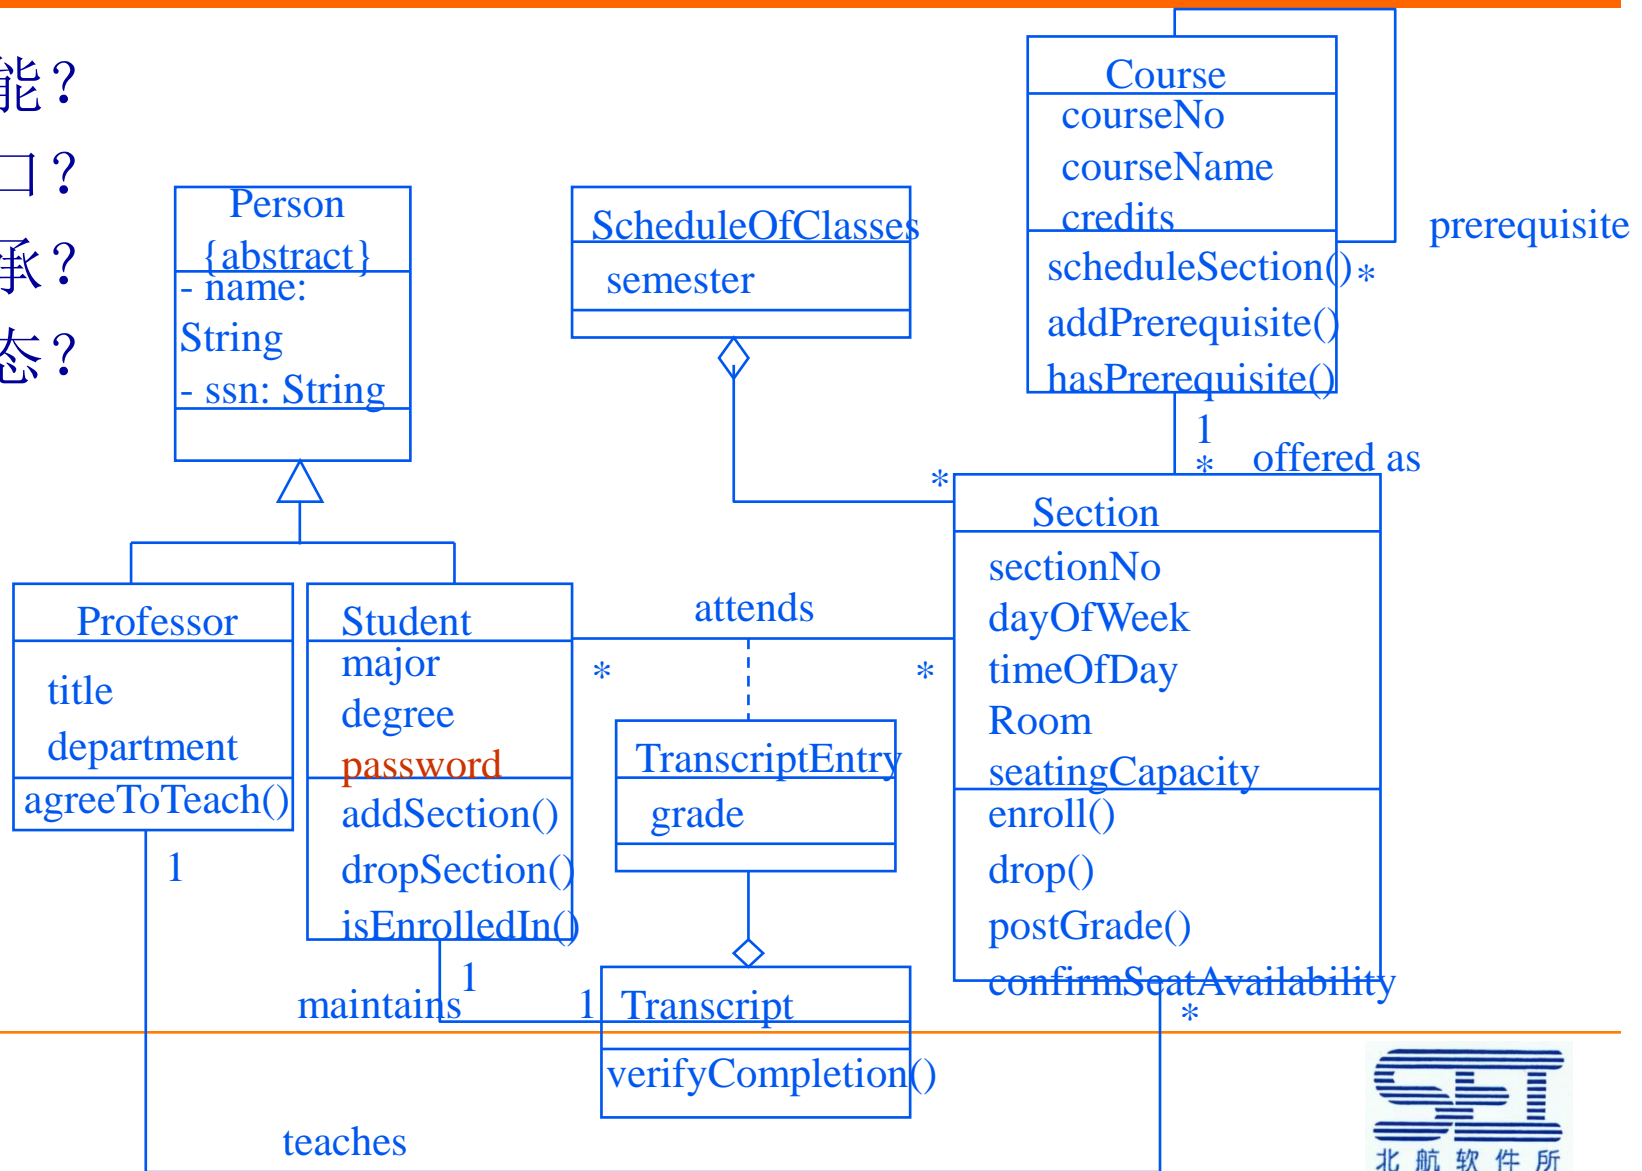 能？
口？
承？
态？
Person
{abstract}
- name:
String
- ssn: String
ScheduleOfClasses
semester
Course
courseNo
courseName
credits
scheduleSection()
addPrerequisite()
hasPrerequisite()
*
prerequisite
1
*
offered as
*
Section
sectionNo
dayOfWeek
timeOfDay
Room
seatingCapacity
enroll()
drop()
postGrade()
confirmSeatAvailability
*
Professor
title
department
agreeToTeach()
1
Student
major
degree
password
addSection()
dropSection()
isEnrolledIn()
1
attends
*
*
TranscriptEntry
grade
maintains
1
Transcript
verifyCompletion()
teaches
SEI
北航软件所